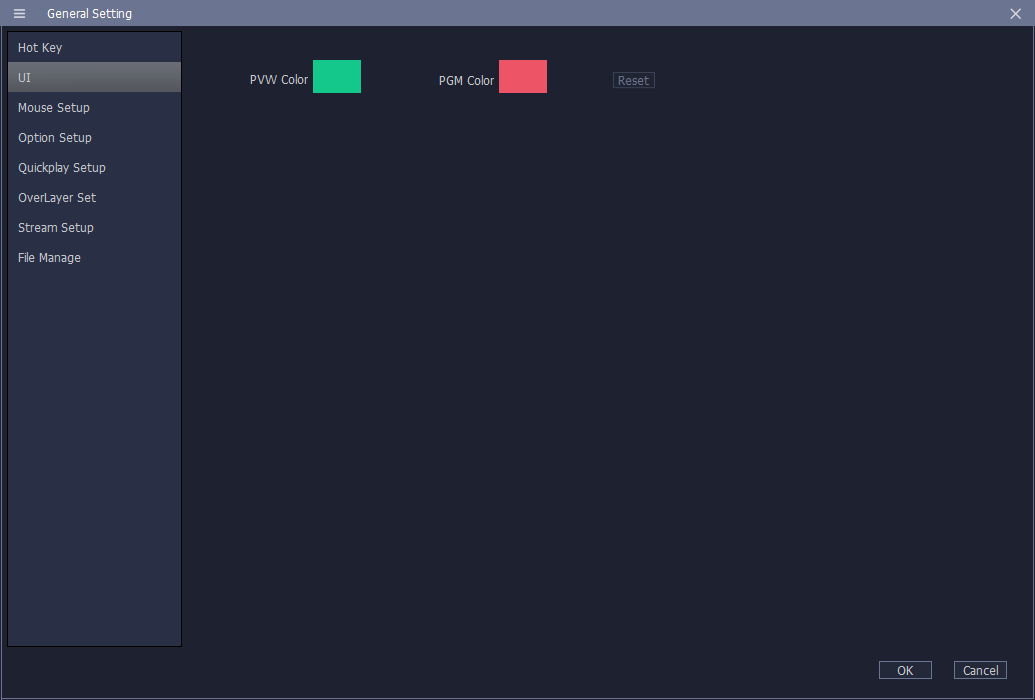 General Setting
Hot Key
UI
Mouse Setup
Option Setup
Quickplay Setup
OverLayer Set
Stream Setup
File Manage
PVW Color
PGM Color
Reset
OK
Cancel